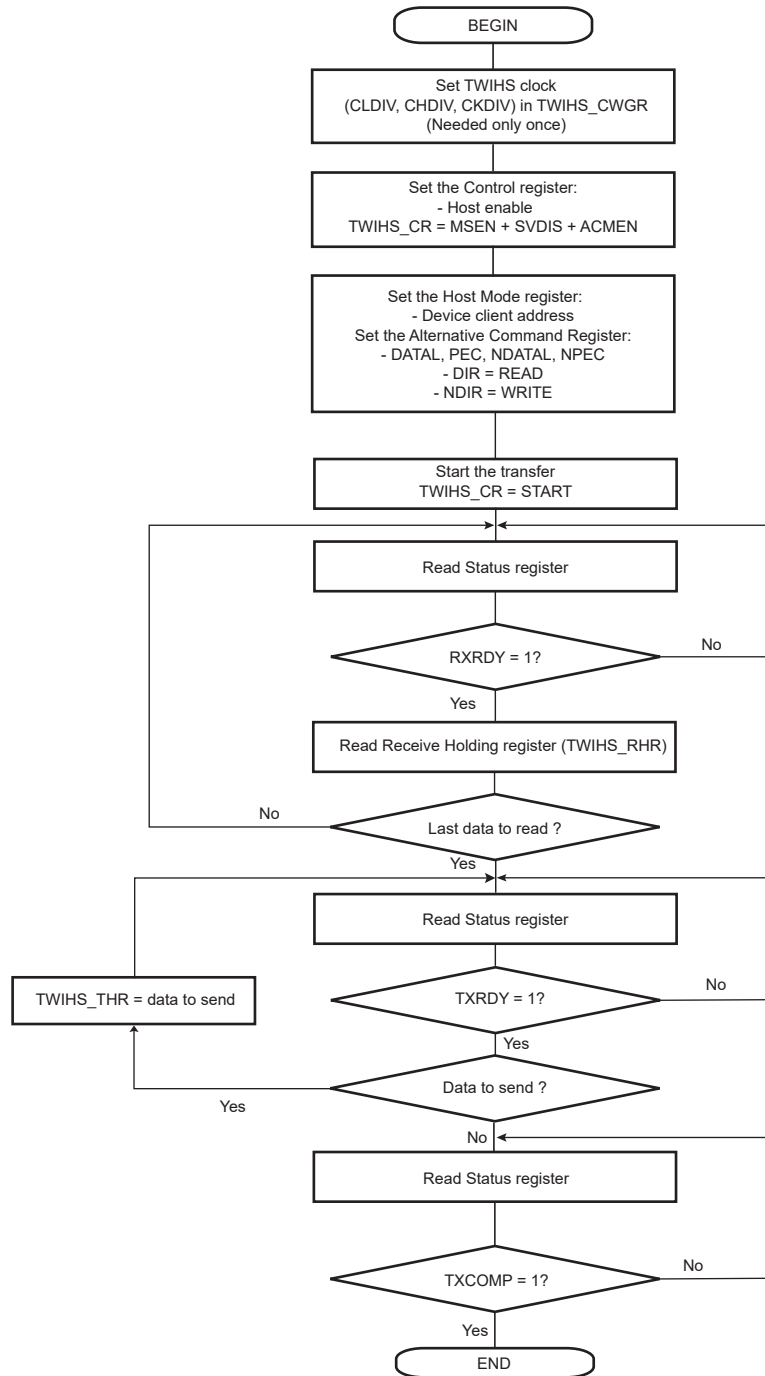 BEGIN
Set TWIHS clock
(CLDIV, CHDIV, CKDIV) in TWIHS_CWGR
(Needed only once)
Set the Control register:
- Host enable
TWIHS_CR = MSEN + SVDIS + ACMEN
Set the Host Mode register:
- Device client address
Set the Alternative Command Register:
- DATAL, PEC, NDATAL, NPEC
- DIR = READ
- NDIR = WRITE
Start the transfer
TWIHS_CR = START
Read Status register
RXRDY = 1?
No
Yes
Read Receive Holding register (TWIHS_RHR)
No
Last data to read ?
Yes
Read Status register
TWIHS_THR = data to send
TXRDY = 1?
No
Yes
Data to send ?
Yes
No
Read Status register
TXCOMP = 1?
No
Yes
END